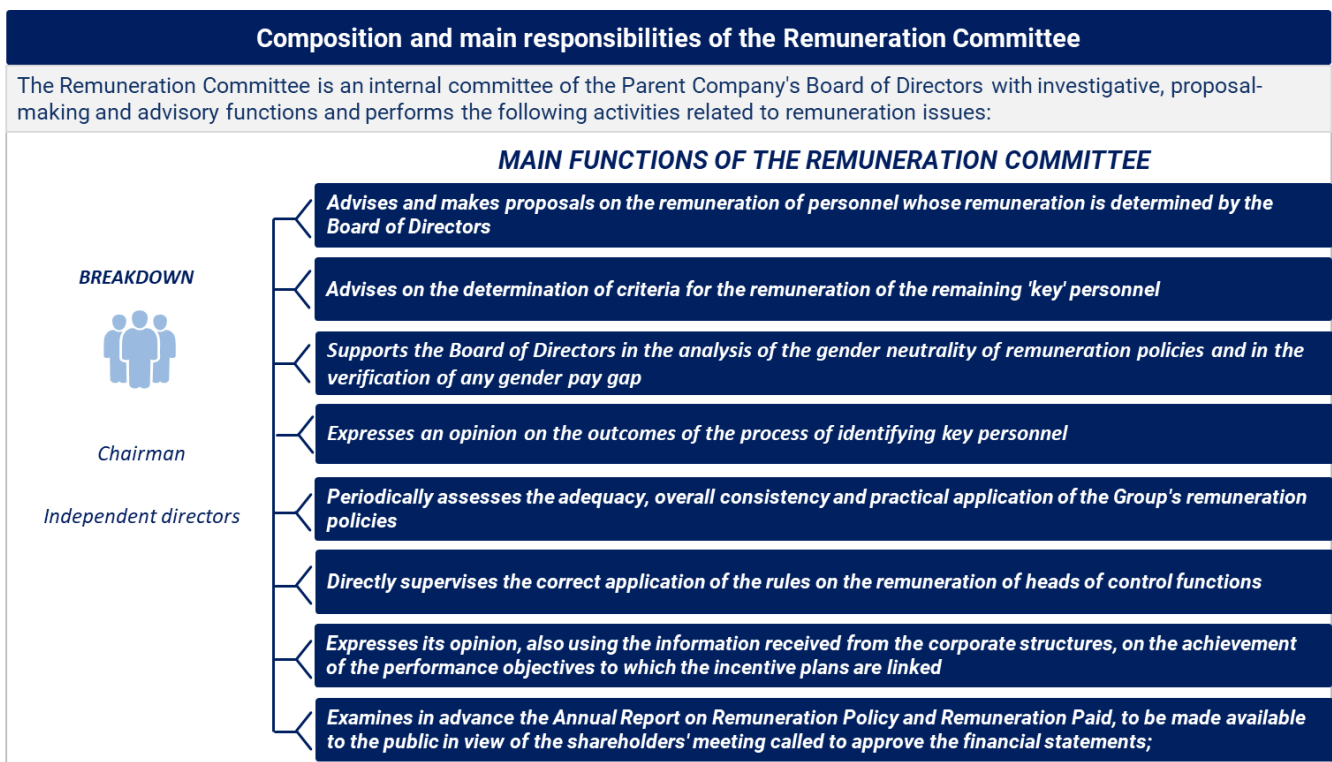 Composition and main responsibilities of the Remuneration Committee
The Remuneration Committee is an internal committee of the Parent Company's Board of Directors with investigative, proposal-
making and advisory functions and performs the following activities related to remuneration issues:
MAIN FUNCTIONS OF THE REMUNERATION COMMITTEE
BREAKDOWN
Chairman
Independent directors
Advises and makes proposals on the remuneration of personnel whose remuneration is determined by the
Board of Directors
Advises on the determination of criteria for the remuneration of the remaining 'key' personnel
Supports the Board of Directors in the analysis of the gender neutrality of remuneration policies and in the
verification of any gender pay gap
Expresses an opinion on the outcomes of the process of identifying key personnel
Periodically assesses the adequacy, overall consistency and practical application of the Group's remuneration
policies
Directly supervises the correct application of the rules on the remuneration of heads of control functions
Expresses its opinion, also using the information received from the corporate structures, on the achievement
of the performance objectives to which the incentive plans are linked
Examines in advance the Annual Report on Remuneration Policy and Remuneration Paid, to be made available
to the public in view of the shareholders' meeting called to approve the financial statements;